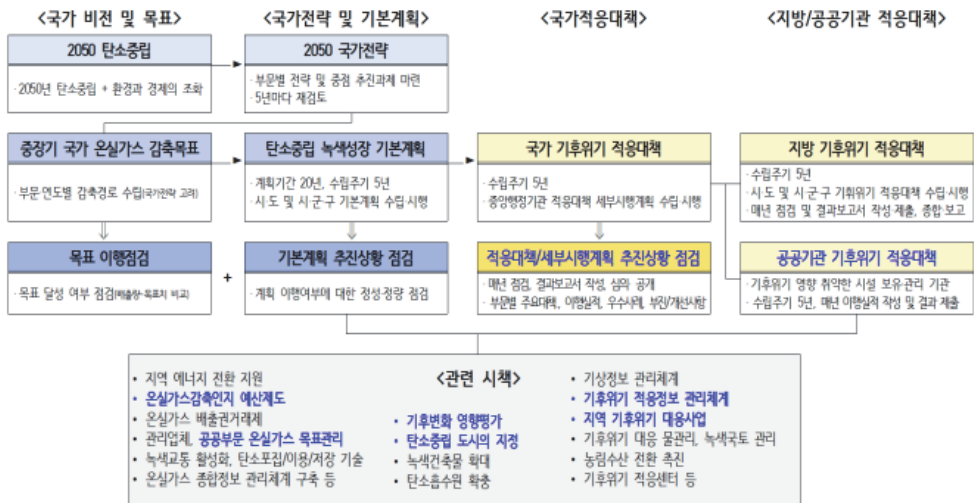 <국가 비전 및 목표>
<국가전략 및 기본계획>
<국가적응대책>
<지방/공공기관 적응대책>
2050 탄소중립
·2050년 탄소중립 + 환경과 경제의 조화
2050 국가전략
·부문별 전략 및 중점 추진과제 마련
·5년마다 재검토
중장기 국가 온실가스 감축목표
·부문·연도별 감축경로 수립(국가전략 고려)
탄소중립 녹색성장 기본계획
·계획기간 20년, 수립주기 5년
·시·도 및 시·군·구 기본계획 수립·시행
국가 기후위기 적응대책
·수립주기 5년
·중앙행정기관 적응대책 세부시행계획 수립·시행
지방 기후위기 적응대책
·수립주기 5년
·시·도 및 시·군·구 기휘위기 적응대책 수립·시행
·매년 점검 및 결과보고서 작성·제출, 종합·보고
목표 이행점검
·목표 달성 여부 점검(배출량-목표치 비교)
+
기본계획 추진상황 점검
·계획 이행여부에 대한 정성·정량 점검
적응대책/세부시행계획 추진상황 점검
·매년 점검, 결과보고서 작성, 심의·공개
·부문별 주요대책, 이행실적, 우수사례, 부진/개선사항
공공기관 기후위기 적응대책
·기후위기 영향 취약한 시설 보유·관리 기관
·수립주기 5년, 매년 이행실적 작성 및 결과 제출
<관련 시책>
• 지역 에너지 전환 지원
• 온실가스감축인지 예산제도
• 온실가스 배출권거래제
• 관리업체, 공공부문 온실가스 목표관리
• 녹색교통 활성화, 탄소포집/이용/저장 기술
• 온실가스 종합정보 관리체계 구축 등
• 기후변화 영향평가
• 탄소중립 도시의 지정
• 녹색건축물 확대
• 탄소흡수원 확충
• 기상정보 관리체계
• 기후위기 적응정보 관리체계
• 지역 기후위기 대응사업
• 기후위기 대응 물관리, 녹색국토 관리
• 농림수산 전환 촉진
• 기후위기 적응센터 등